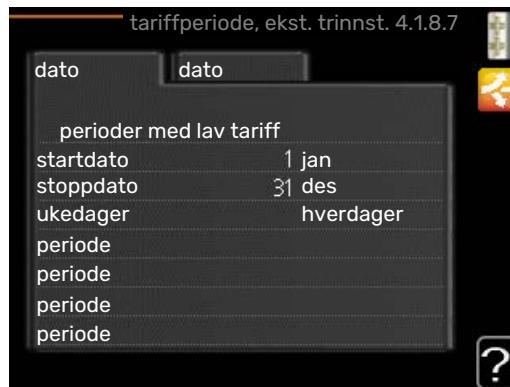 tariffperiode, ekst. trinnst. 4.1.8.7
dato
dato
perioder med lav tariff
startdato 1 jan
stoppdato 31 des
ukedager hverdager
periode
periode
periode
periode
?